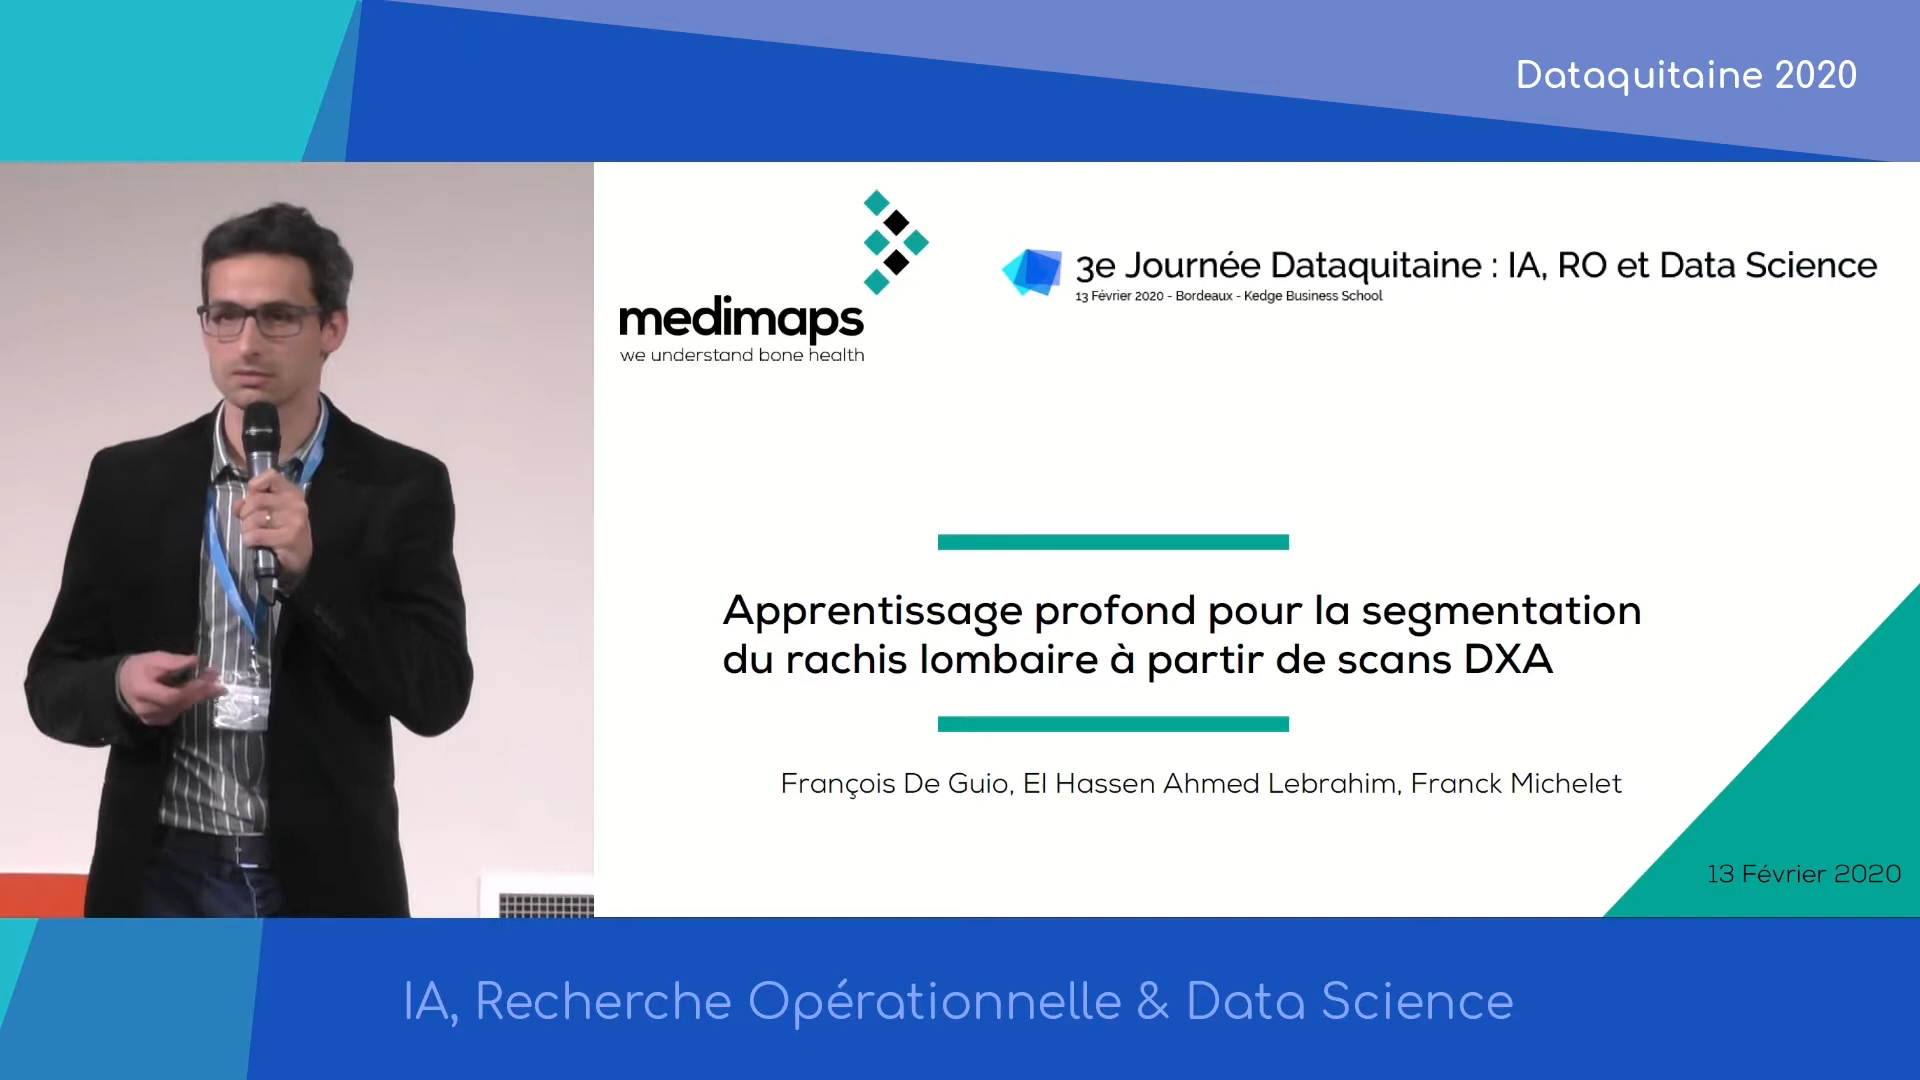 Dataquitaine 2020
medimaps
we understand bone health
3e Journée Dataquitaine : IA, RO et Data Science
13 Février 2020 - Bordeaux - Kedge Business School
Apprentissage profond pour la segmentation
du rachis lombaire à partir de scans DXA
François De Guio, El Hassen Ahmed Lebrahim, Franck Michelet
13 Février 2020
IA, Recherche Opérationnelle & Data Science